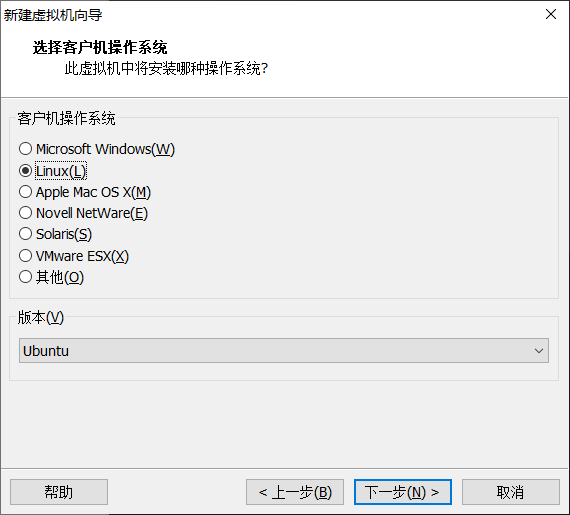 新建虚拟机向导
选择客户机操作系统
此虚拟机中将安装哪种操作系统?
客户机操作系统
Microsoft Windows(W)
Linux(L)
Apple Mac OS X(M)
Novell NetWare(E)
Solaris(S)
VMware ESX(X)
其他(O)
版本(V)
Ubuntu
帮助
< 上一步(B)
下一步(N) >
取消